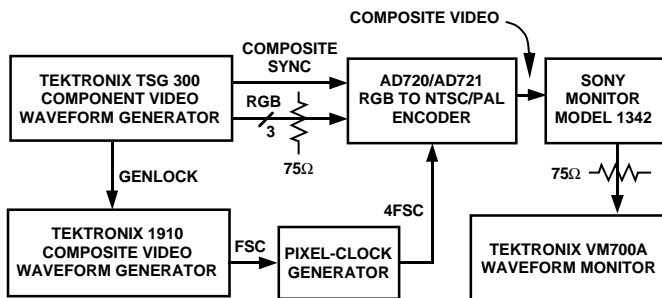 COMPOSITE VIDEO
COMPOSITE
SYNC
TEKTRONIX TSG 300
COMPONENT VIDEO
WAVEFORM GENERATOR
RGB
3
75Ω
AD720/AD721
RGB TO NTSC/PAL
ENCODER
SONY
MONITOR
MODEL 1342
GENLOCK
75Ω
TEKTRONIX 1910
COMPOSITE VIDEO
WAVEFORM GENERATOR
FSC
PIXEL-CLOCK
GENERATOR
4FSC
TEKTRONIX VM700A
WAVEFORM MONITOR